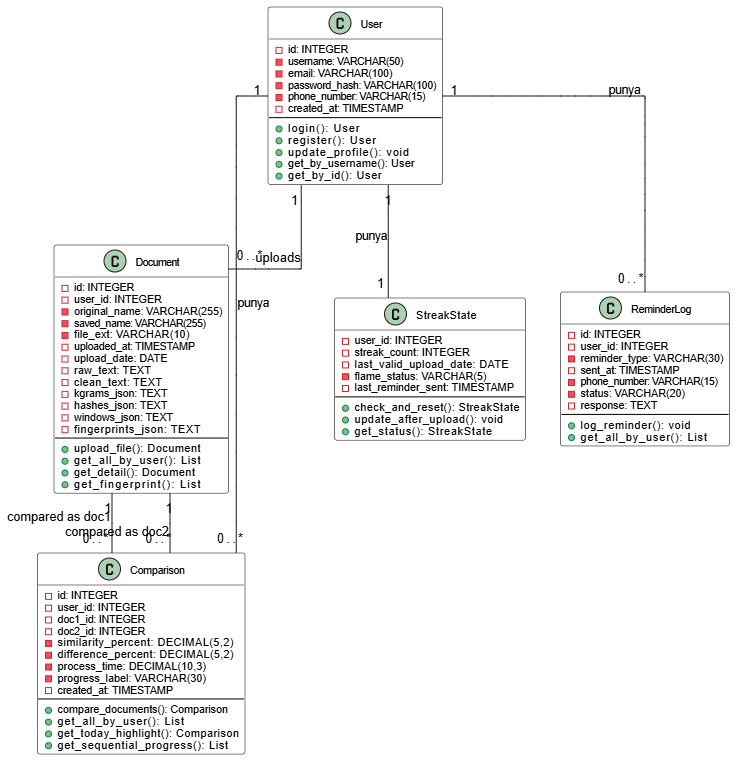 C User
id: INTEGER
username: VARCHAR(50)
email: VARCHAR(100)
password_hash: VARCHAR(100)
phone_number: VARCHAR(15)
created_at: TIMESTAMP
login(): User
register(): User
update_profile(): void
get_by_username(): User
get_by_id(): User
1
1
punya
1
1
0..*
uploads
punya
punya
1
0..*
C Document
id: INTEGER
user_id: INTEGER
original_name: VARCHAR(255)
saved_name: VARCHAR(255)
file_ext: VARCHAR(10)
uploaded_at: TIMESTAMP
upload_date: DATE
raw_text: TEXT
clean_text: TEXT
kgrams_json: TEXT
hashes_json: TEXT
windows_json: TEXT
fingerprints_json: TEXT
upload_file(): Document
get_all_by_user(): List
get_detail(): Document
get_fingerprint(): List
C StreakState
user_id: INTEGER
streak_count: INTEGER
last_valid_upload_date: DATE
flame_status: VARCHAR(5)
last_reminder_sent: TIMESTAMP
check_and_reset(): StreakState
update_after_upload(): void
get_status(): StreakState
C ReminderLog
id: INTEGER
user_id: INTEGER
reminder_type: VARCHAR(30)
sent_at: TIMESTAMP
phone_number: VARCHAR(15)
status: VARCHAR(20)
response: TEXT
log_reminder(): void
get_all_by_user(): List
1
1
compared as doc1
compared as doc2
0..*
0..*
0..*
C Comparison
id: INTEGER
user_id: INTEGER
doc1_id: INTEGER
doc2_id: INTEGER
similarity_percent: DECIMAL(5,2)
difference_percent: DECIMAL(5,2)
process_time: DECIMAL(10,3)
progress_label: VARCHAR(30)
created_at: TIMESTAMP
compare_documents(): Comparison
get_all_by_user(): List
get_today_highlight(): Comparison
get_sequential_progress(): List